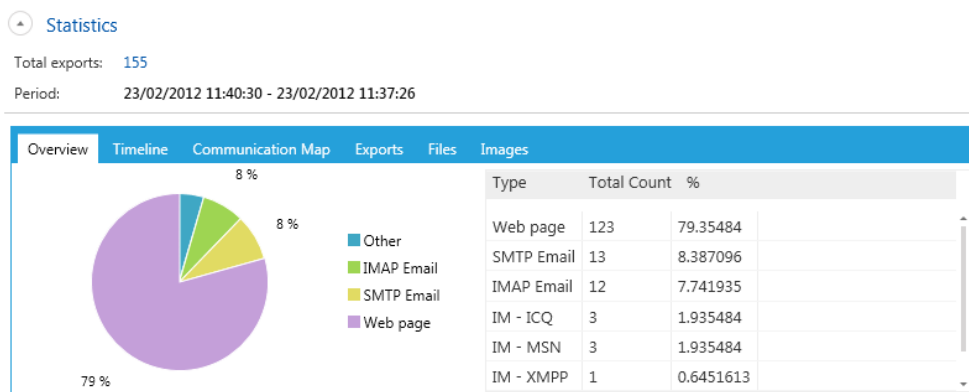 Statistics
Total exports: 155
Period: 23/02/2012 11:40:30 - 23/02/2012 11:37:26
Overview Timeline Communication Map Exports Files Images
8 %
8 %
79 %
Other
IMAP Email
SMTP Email
Web page
Type Total Count %
Web page 123 79.35484
SMTP Email 13 8.387096
IMAP Email 12 7.741935
IM - ICQ 3 1.935484
IM - MSN 3 1.935484
IM - XMPP 1 0.6451613